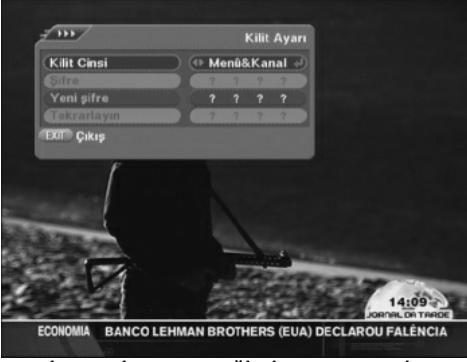 Kilit Ayarı
Kilit Cinsi Menü&Kanal
Şifre ? ? ? ?
Yeni şifre ? ? ? ?
Tekrarlayın ? ? ? ?
EXIT Çıkış
14:09
JORNAL DA TARDE
ECONOMIA BANCO LEHMAN BROTHERS (EUA) DECLAROU FALÊNCIA